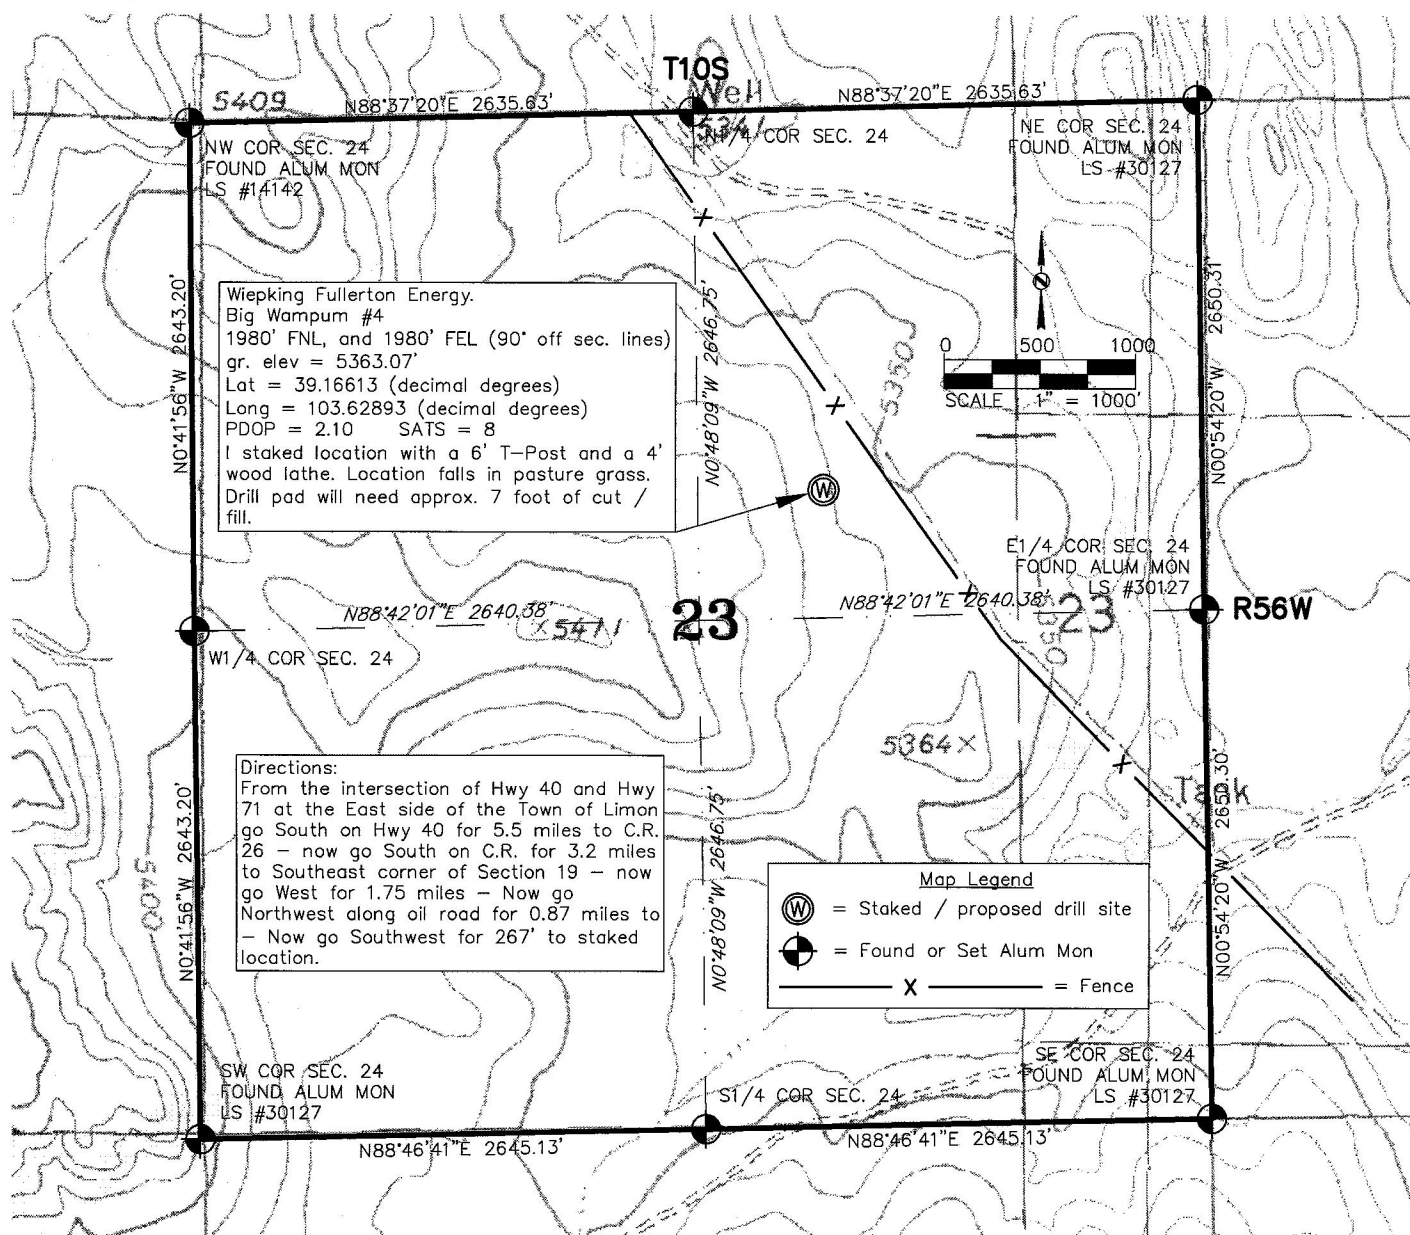 T10S
Well
5409
N88°37'20"E 2635.63'
N88°37'20"E 2635.63'
5341
N1/4 COR SEC. 24
NW COR SEC. 24
FOUND ALUM MON
LS #14142
NE COR SEC. 24
FOUND ALUM MON
LS #30127
N0°41'56"W 2643.20'
N0°48'09"W 2646.75'
N00°54'20"W 2650.31'
Wiepking Fullerton Energy.
Big Wampum #4
1980' FNL, and 1980' FEL (90° off sec. lines)
gr. elev = 5363.07'
Lat = 39.16613 (decimal degrees)
Long = 103.62893 (decimal degrees)
PDOP = 2.10 SATS = 8
I staked location with a 6' T-Post and a 4'
wood lathe. Location falls in pasture grass.
Drill pad will need approx. 7 foot of cut /
fill.
X
N
0 500 1000
SCALE : 1" = 1000'
5350
X
W
E1/4 COR SEC. 24
FOUND ALUM MON
LS #30127
X
N88°42'01"E 2640.38'
N88°42'01"E 2640.38'
X5411
23
23
R56W
5350
W1/4 COR SEC. 24
5364X
X
Tank
Directions:
From the intersection of Hwy 40 and Hwy
71 at the East side of the Town of Limon
go South on Hwy 40 for 5.5 miles to C.R.
26 - now go South on C.R. for 3.2 miles
to Southeast corner of Section 19 - now
go West for 1.75 miles - Now go
Northwest along oil road for 0.87 miles to
- Now go Southwest for 267' to staked
location.
5400
N0°41'56"W 2643.20'
N0°48'09"W 2646.75'
N00°54'20"W 2650.30'
Map Legend
W = Staked / proposed drill site
= Found or Set Alum Mon
X = Fence
SW COR SEC. 24
FOUND ALUM MON
LS #30127
S1/4 COR SEC. 24
SE COR SEC. 24
FOUND ALUM MON
LS #30127
N88°46'41"E 2645.13'
N88°46'41"E 2645.13'